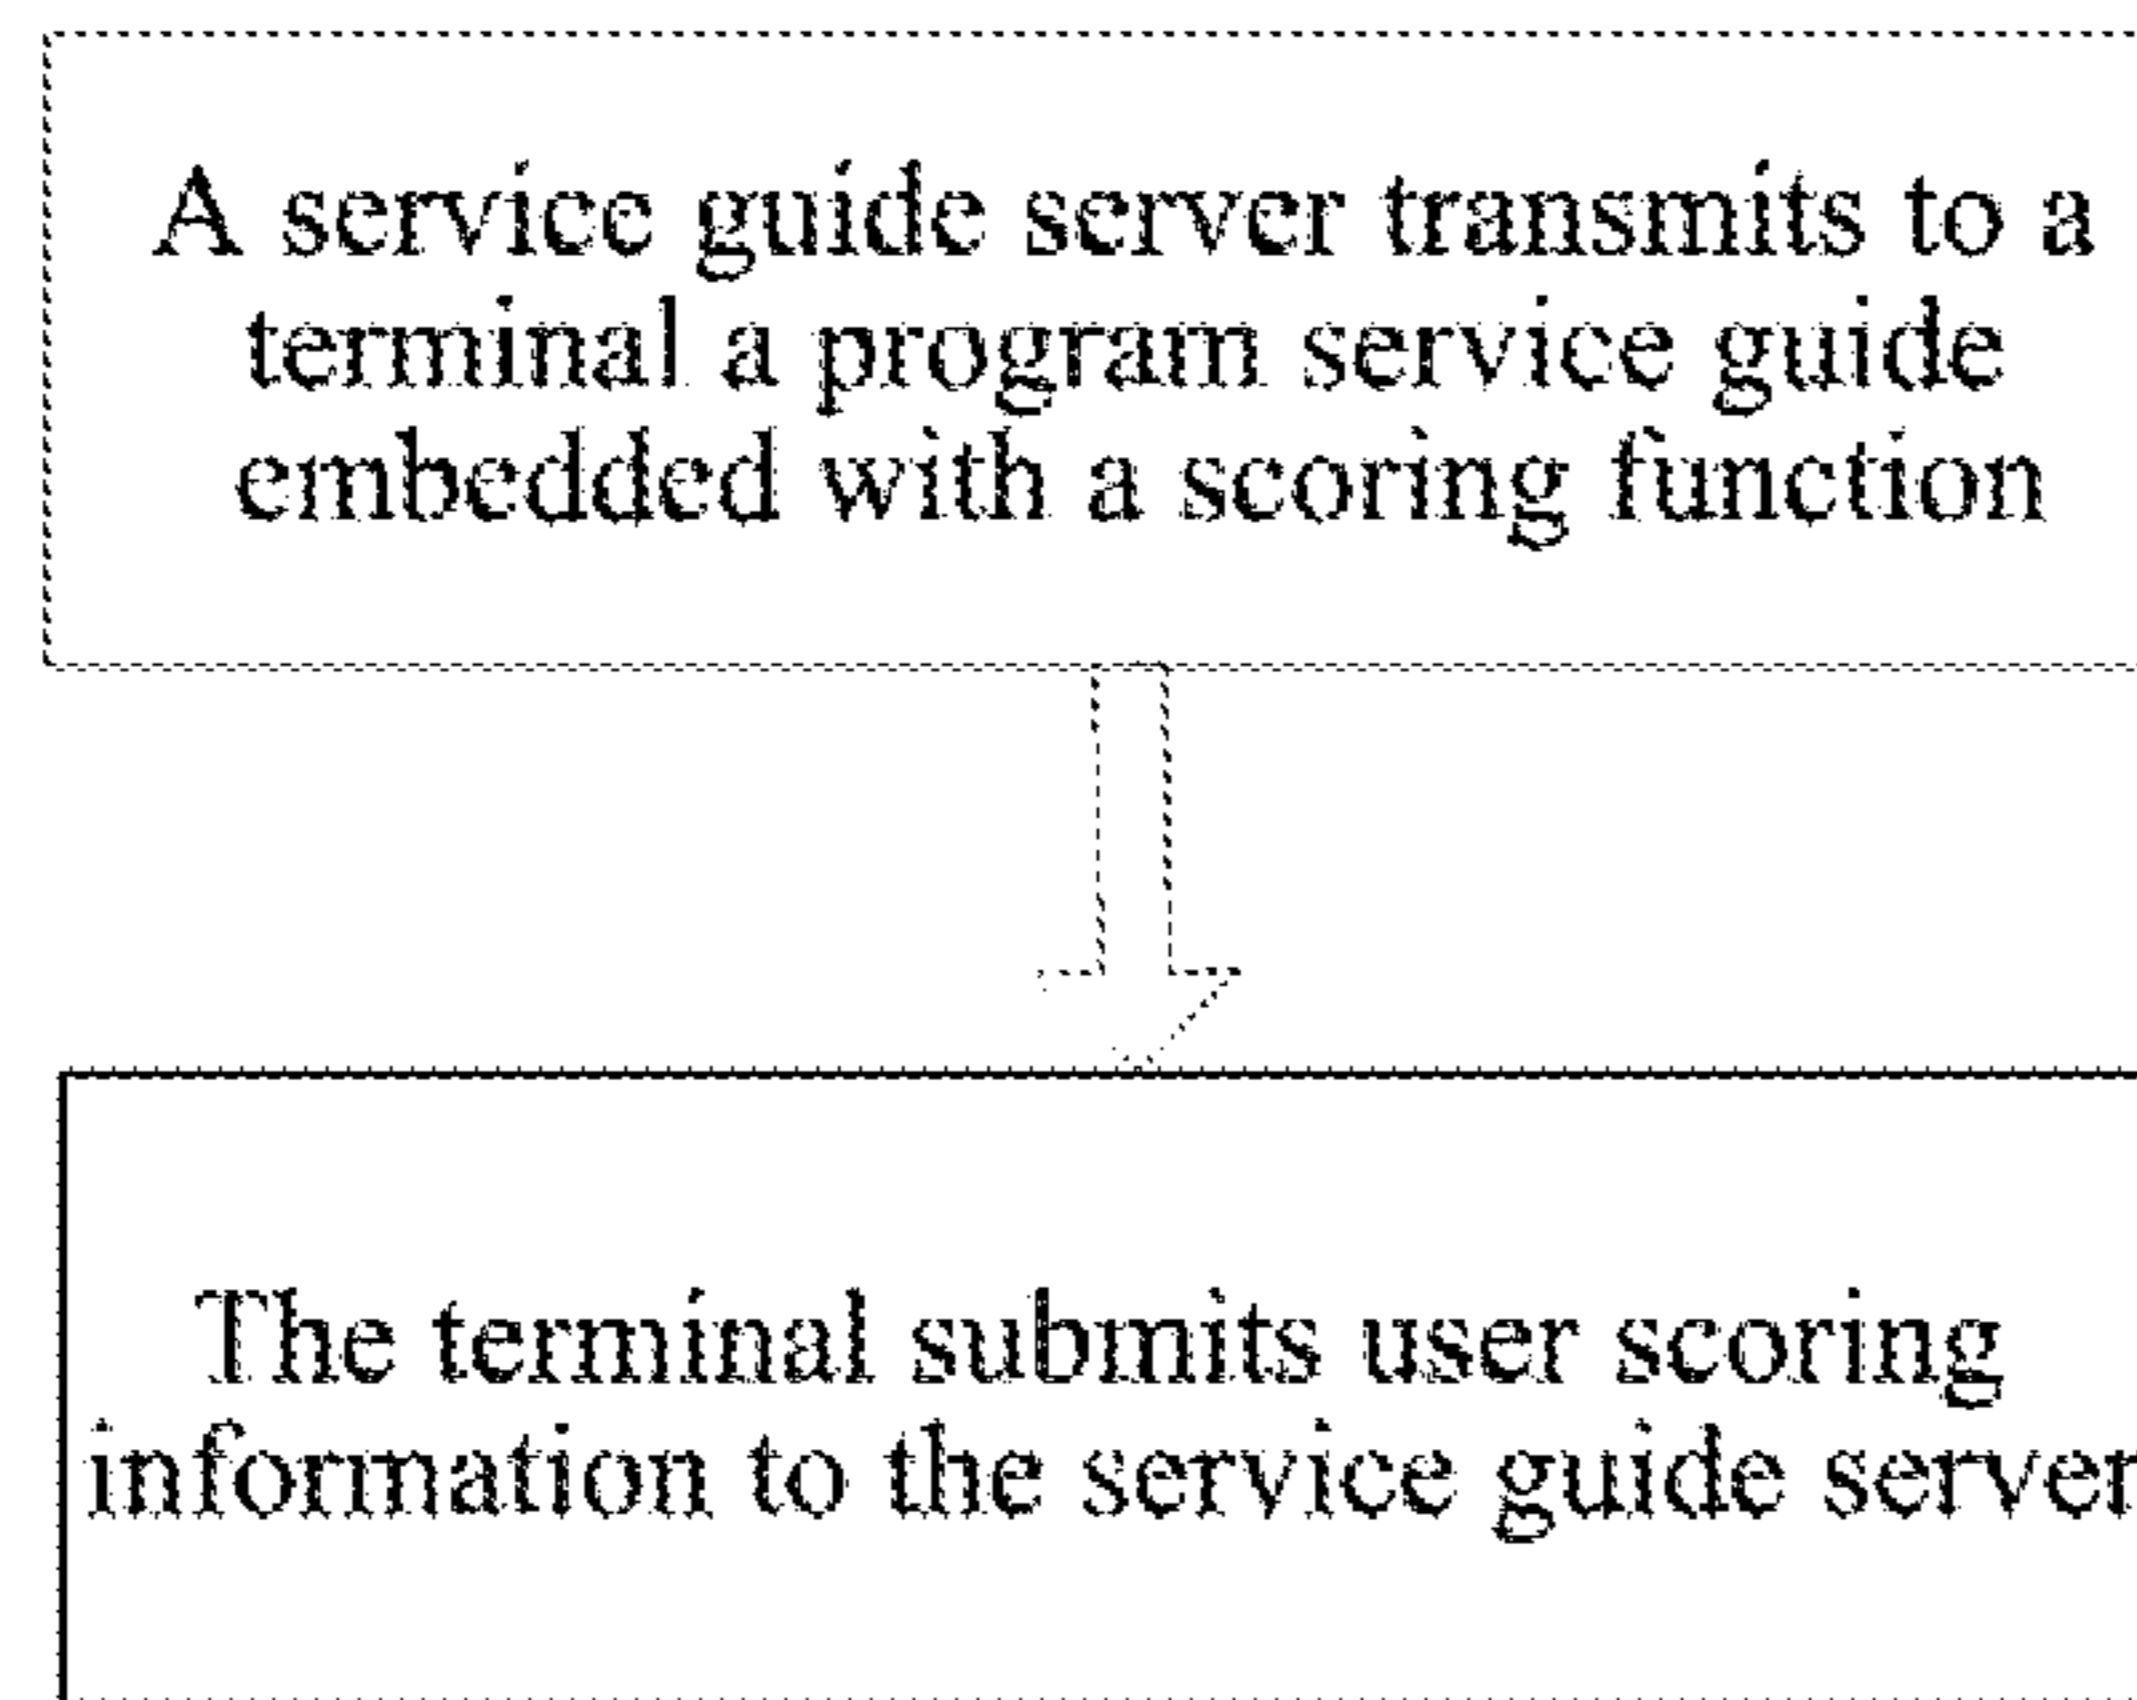 A service guide server transmits to a
terminal a program service guide
embedded with a scoring function
The terminal submits user scoring
information to the service guide server